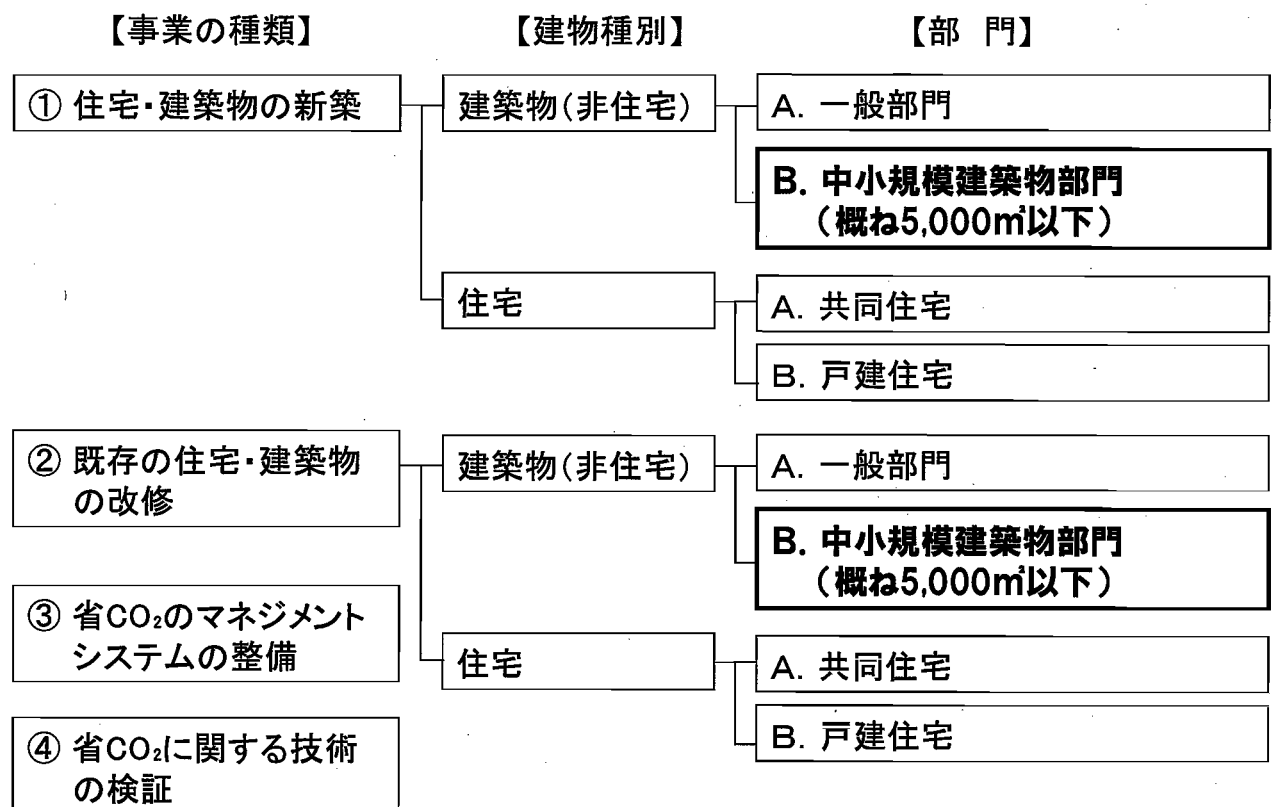 【事業の種類】
【建物種別】
【部　門】
① 住宅・建築物の新築
建築物(非住宅)
A. 一般部門
B. 中小規模建築物部門
(概ね5,000㎡以下)
住宅
A. 共同住宅
B. 戸建住宅
② 既存の住宅・建築物
の改修
建築物(非住宅)
A. 一般部門
B. 中小規模建築物部門
(概ね5,000㎡以下)
住宅
A. 共同住宅
B. 戸建住宅
③ 省CO₂のマネジメント
システムの整備
④ 省CO₂に関する技術
の検証